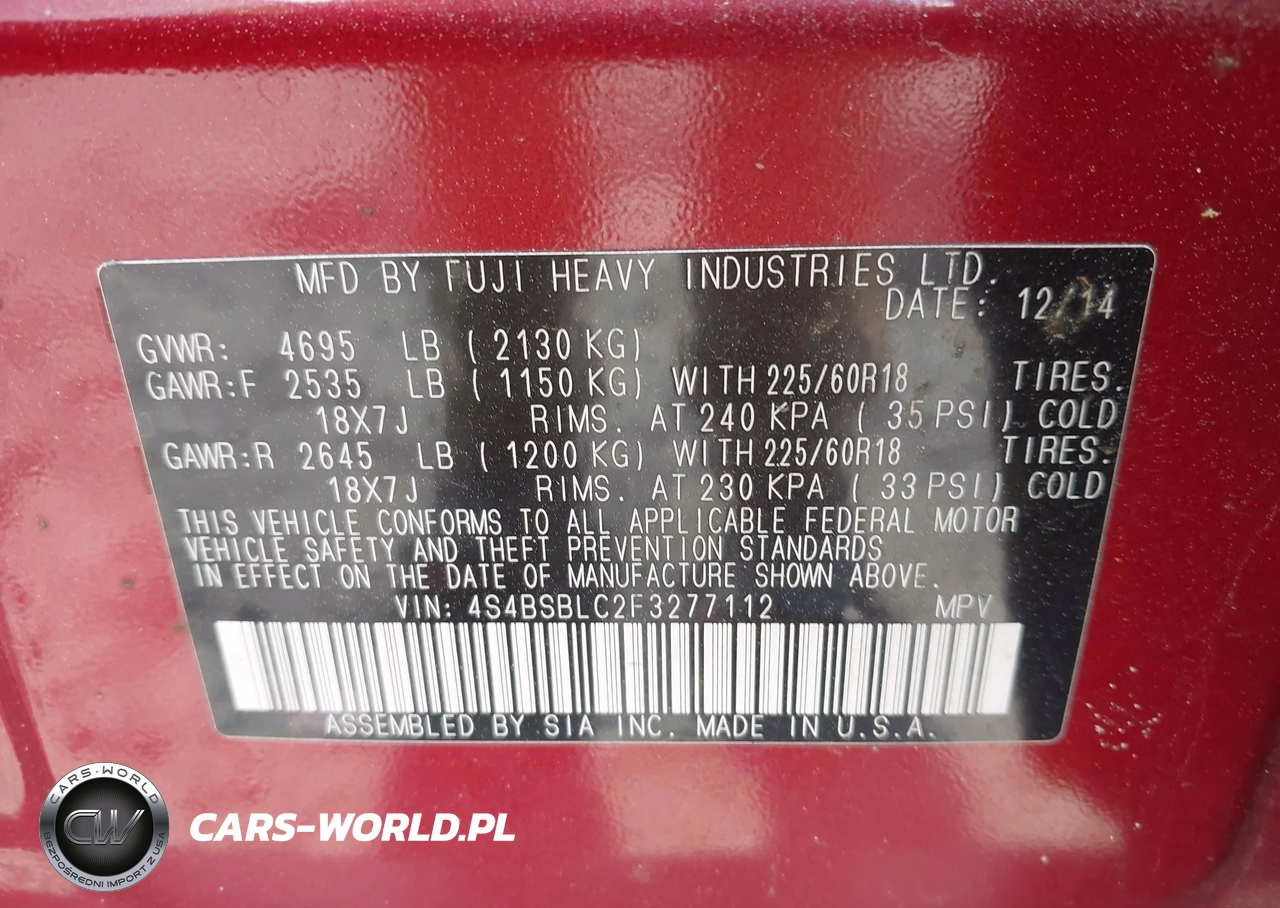 MFD BY FUJI HEAVY INDUSTRIES LTD.
DATE: 12/14
GVWR: 4695 LB ( 2130 KG)
GAWR:F 2535 LB ( 1150 KG) WITH 225/60R18 TIRES.
18X7J RIMS. AT 240 KPA ( 35 PSI) COLD
GAWR:R 2645 LB ( 1200 KG) WITH 225/60R18 TIRES.
18X7J RIMS. AT 230 KPA ( 33 PSI) COLD
THIS VEHICLE CONFORMS TO ALL APPLICABLE FEDERAL MOTOR
VEHICLE SAFETY AND THEFT PREVENTION STANDARDS
IN EFFECT ON THE DATE OF MANUFACTURE SHOWN ABOVE.
VIN: 4S4BSBLC2F3277112 MPV
ASSEMBLED BY SIA INC. MADE IN U.S.A.
CARS-WORLD
CW
BEZPOŚREDNI IMPORT Z USA
CARS-WORLD.PL